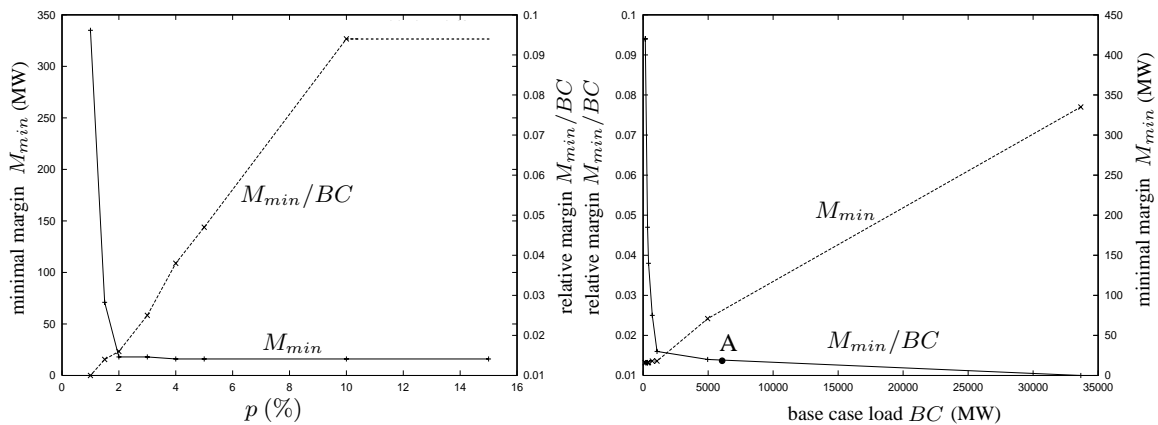 350
300
250
200
150
100
50
0
minimal margin M_min (MW)
0.1
0.09
0.08
0.07
0.06
0.05
0.04
0.03
0.02
0.01
relative margin M_min/BC
0 2 4 6 8 10 12 14 16
p (%)
M_min/BC
M_min
relative margin M_min/BC
0.1
0.09
0.08
0.07
0.06
0.05
0.04
0.03
0.02
0.01
450
400
350
300
250
200
150
100
50
0
minimal margin M_min (MW)
0 5000 10000 15000 20000 25000 30000 35000
base case load BC (MW)
M_min
A
M_min/BC